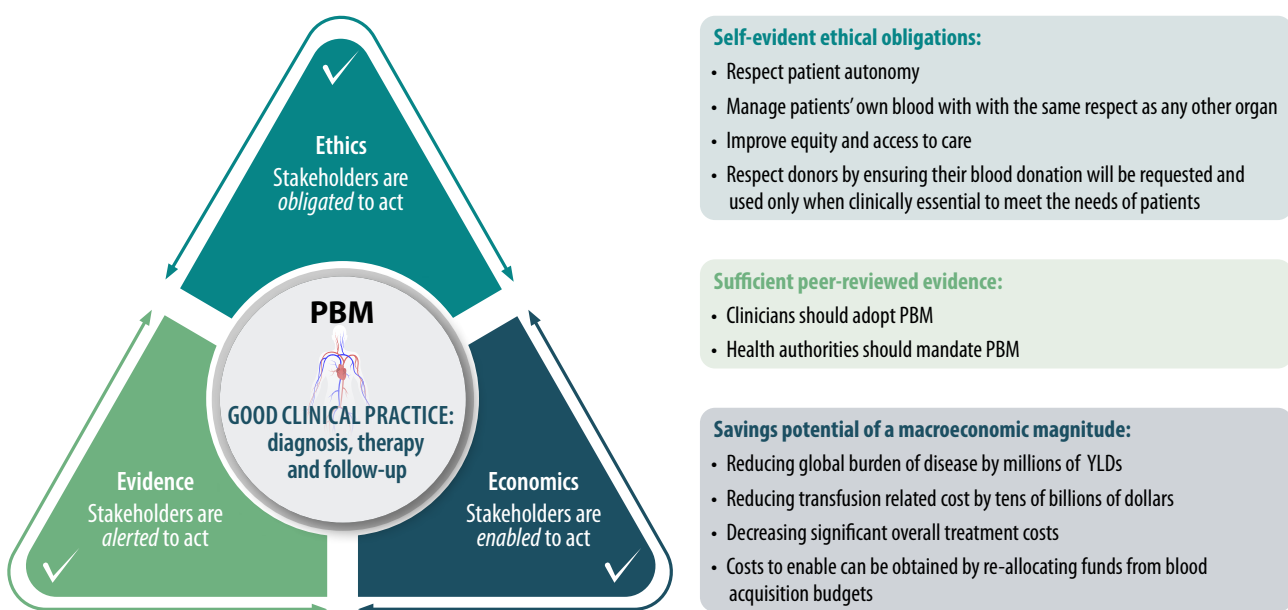 Ethics
Stakeholders are
obligated to act
PBM
GOOD CLINICAL PRACTICE:
diagnosis, therapy
and follow-up
Evidence
Stakeholders are
alerted to act
Economics
Stakeholders are
enabled to act
Self-evident ethical obligations:
• Respect patient autonomy
• Manage patients’ own blood with with the same respect as any other organ
• Improve equity and access to care
• Respect donors by ensuring their blood donation will be requested and
used only when clinically essential to meet the needs of patients
Sufficient peer-reviewed evidence:
• Clinicians should adopt PBM
• Health authorities should mandate PBM
Savings potential of a macroeconomic magnitude:
• Reducing global burden of disease by millions of YLDs
• Reducing transfusion related cost by tens of billions of dollars
• Decreasing significant overall treatment costs
• Costs to enable can be obtained by re-allocating funds from blood
acquisition budgets